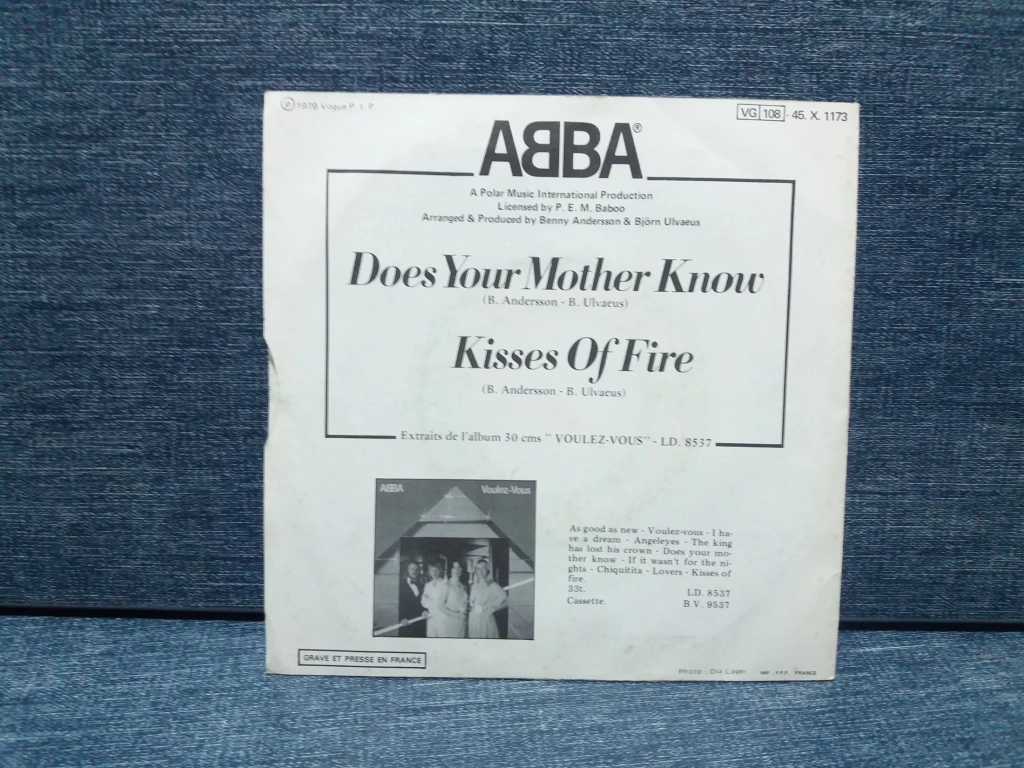 ℗ 1979 Vogue P. I. P.
VG 108 - 45. X. 1173
ABBA®
A Polar Music International Production
Licensed by P. E. M. Baboo
Arranged & Produced by Benny Andersson & Björn Ulvaeus
Does Your Mother Know
(B. Andersson - B. Ulvaeus)
Kisses Of Fire
(B. Andersson - B. Ulvaeus)
Extraits de l'album 30 cms " VOULEZ-VOUS" - LD. 8537
ABBA Voulez-Vous
As good as new - Voulez-vous - I ha-
ve a dream - Angeleyes - The king
has lost his crown - Does your mo-
ther know - If it wasn't for the ni-
ghts - Chiquitita - Lovers - Kisses of
fire.
33t. LD. 8537
Cassette. B.V. 9537
GRAVE ET PRESSE EN FRANCE
Photo : Ola Lager IMP. P.P.P. FRANCE